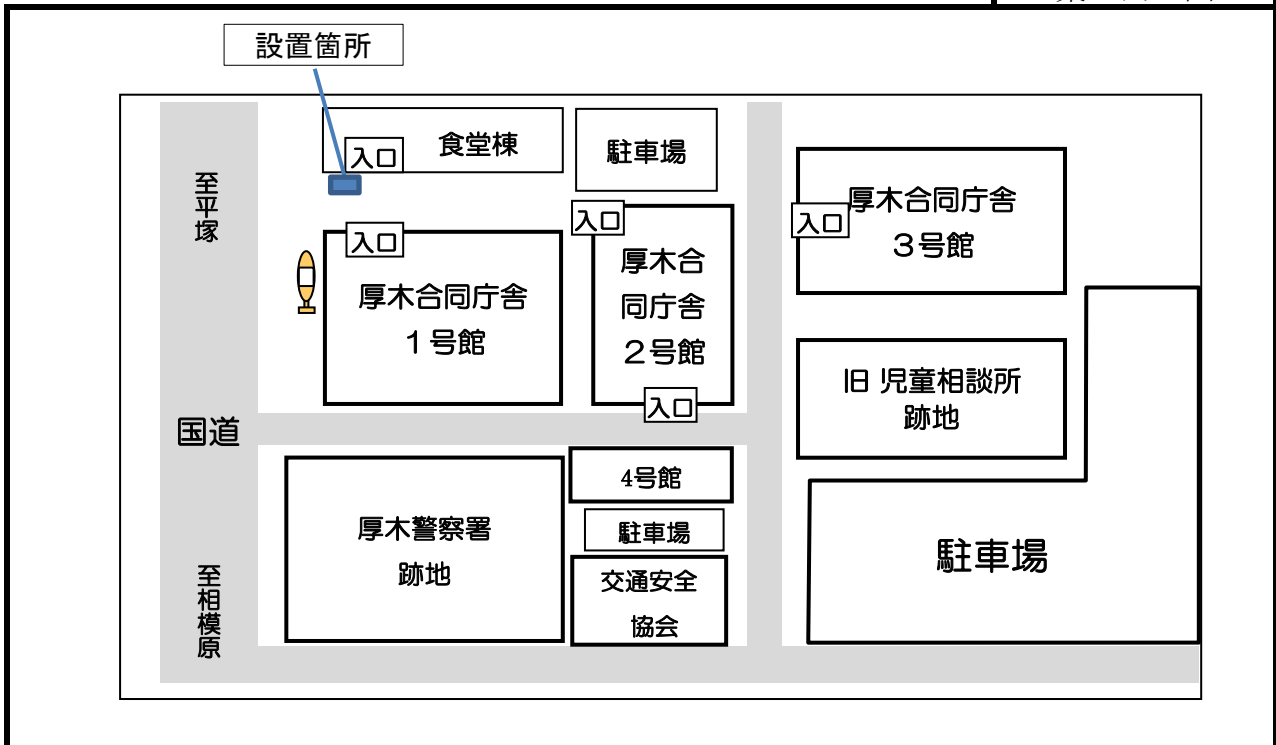 設置箇所
食堂棟
入口
駐車場
至平塚
入口
厚木合同庁舎
1号館
入口
厚木合
同庁舎
2号館
入口
入口
厚木合同庁舎
3号館
旧 児童相談所
跡地
国道
4号館
厚木警察署
跡地
駐車場
交通安全
協会
駐車場
至相模原